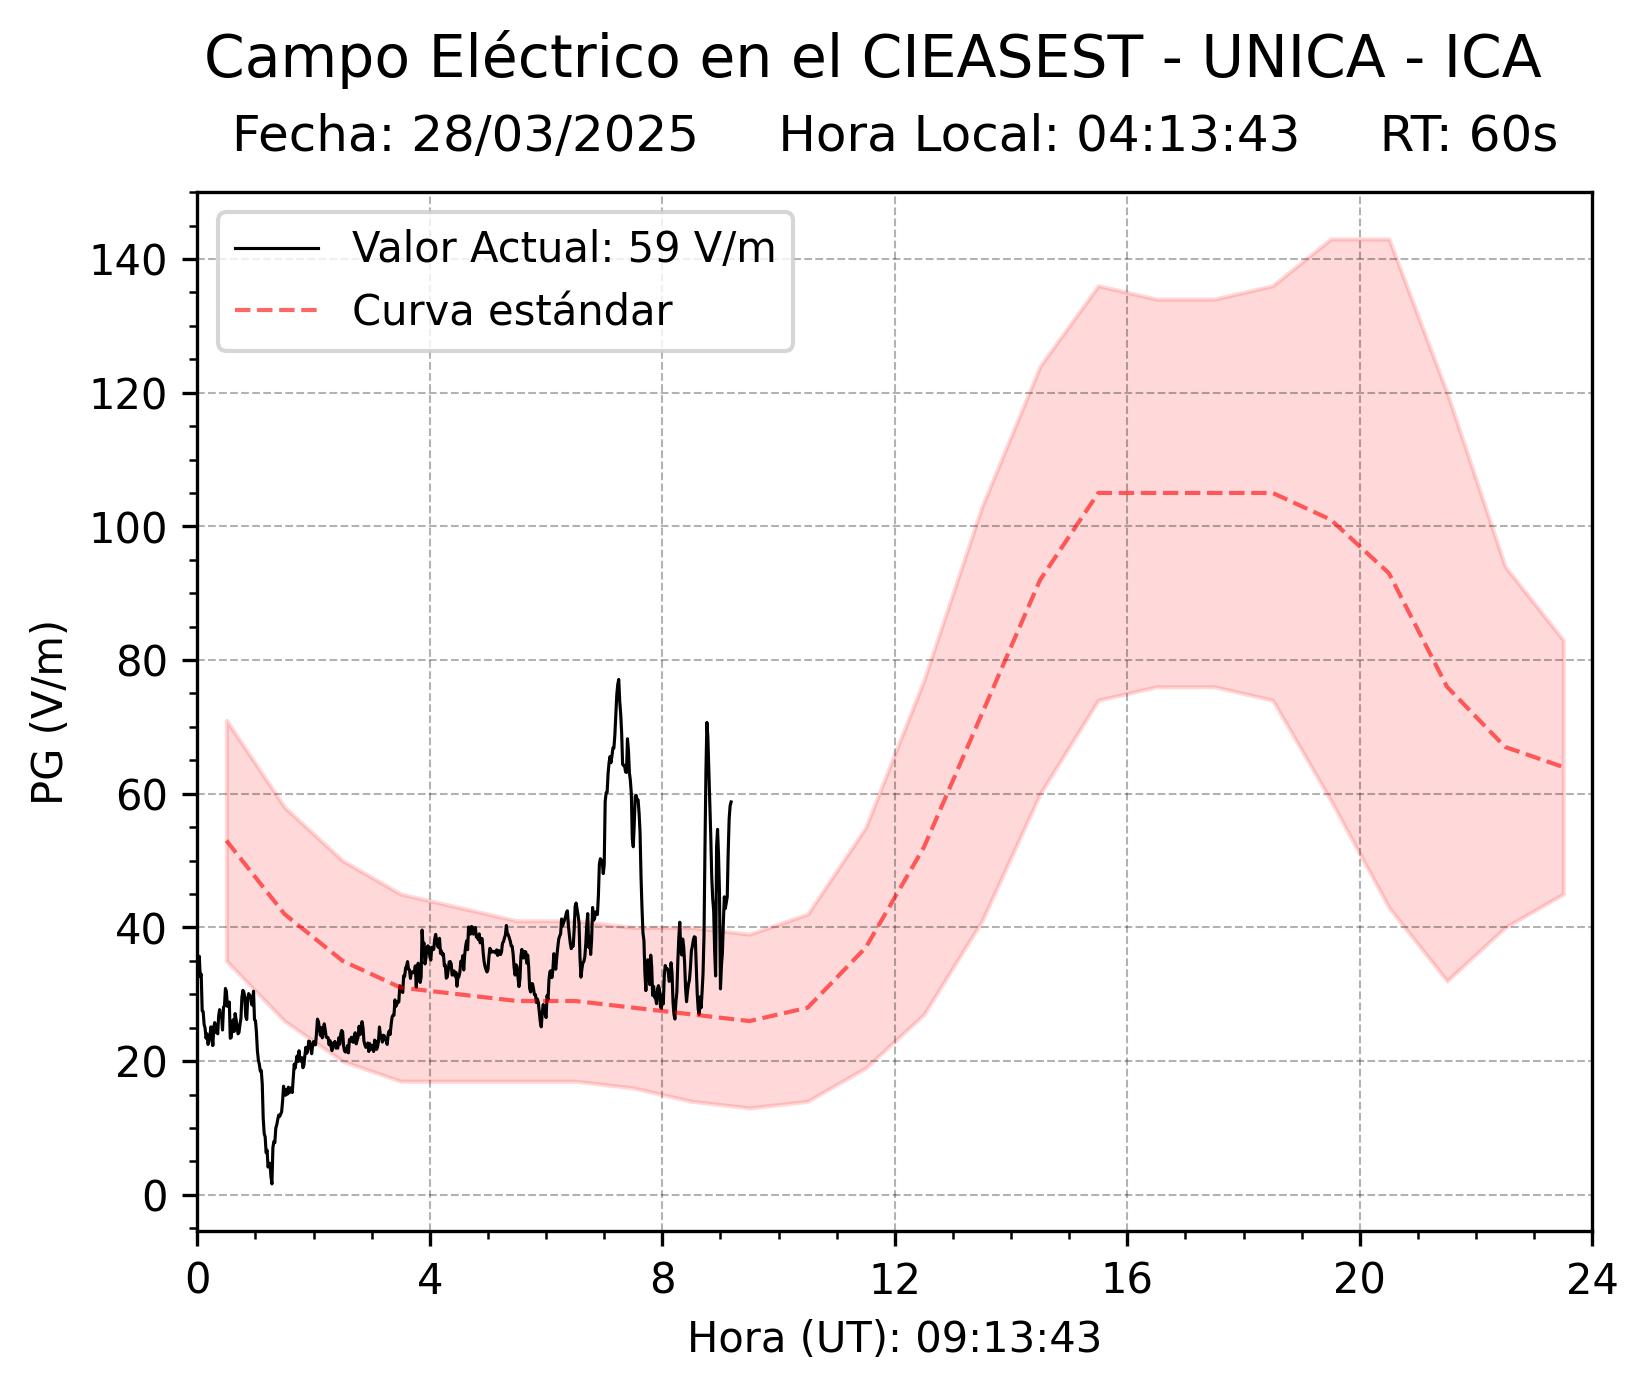 Campo Eléctrico en el CIEASEST - UNICA - ICA
Fecha: 28/03/2025 Hora Local: 04:13:43 RT: 60s
Valor Actual: 59 V/m
Curva estándar
PG (V/m)
140
120
100
80
60
40
20
0
0 4 8 12 16 20 24
Hora (UT): 09:13:43